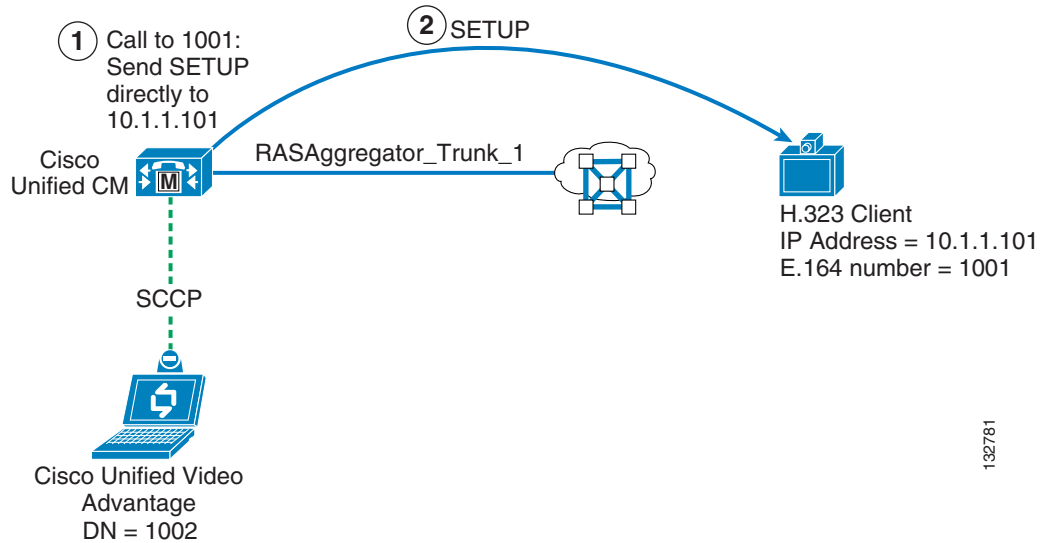 1
Call to 1001:
Send SETUP
directly to
10.1.1.101
2
SETUP
Cisco
Unified CM
M
RASAggregator_Trunk_1
H.323 Client
IP Address = 10.1.1.101
E.164 number = 1001
SCCP
Cisco Unified Video
Advantage
DN = 1002
132781